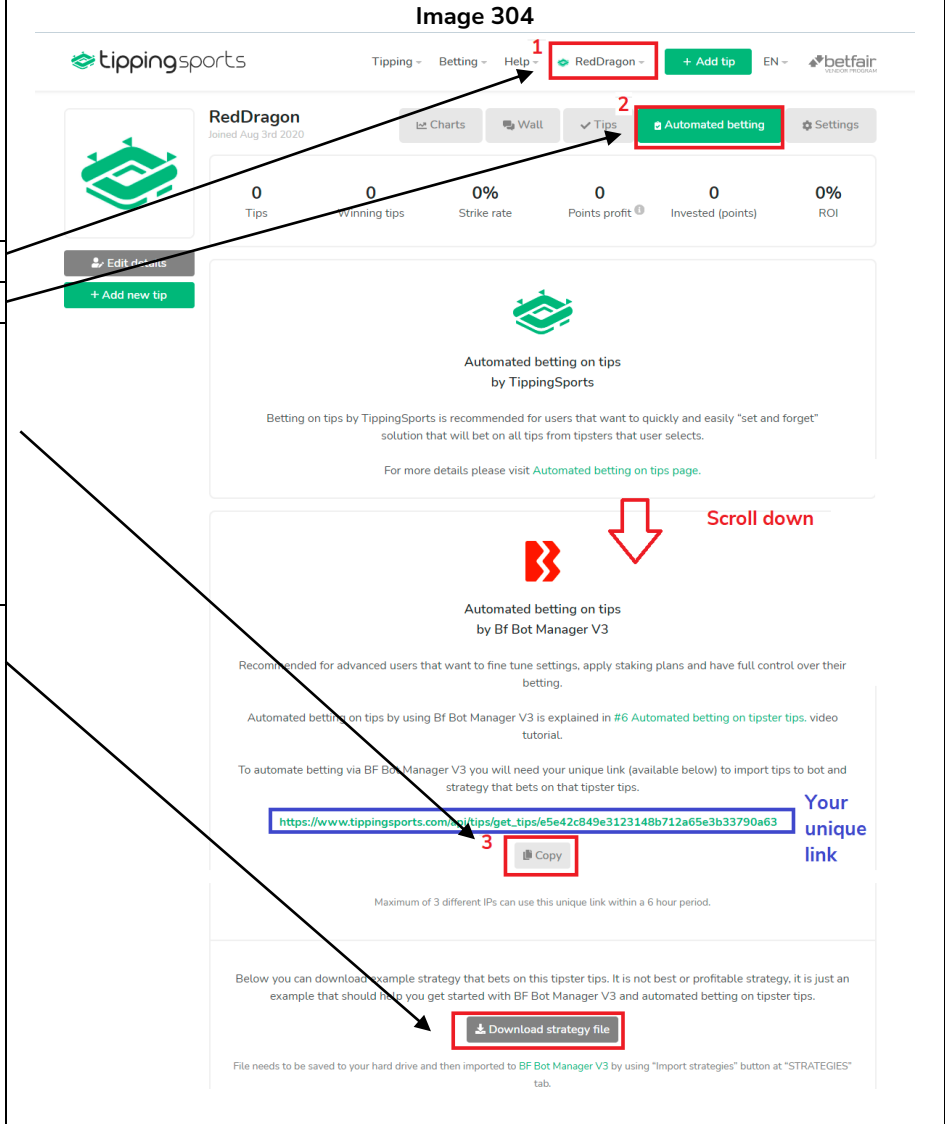 Image 304
tippingsports
Tipping
Betting
Help
1
RedDragon
+ Add tip
EN
betfair
VENDOR PROGRAM
RedDragon
Joined Aug 3rd 2020
Charts
Wall
Tips
2
Automated betting
Settings
0
Tips
0
Winning tips
0%
Strike rate
0
Points profit
0
Invested (points)
0%
ROI
Edit details
+ Add new tip
Automated betting on tips
by TippingSports
Betting on tips by TippingSports is recommended for users that want to quickly and easily “set and forget”
solution that will bet on all tips from tipsters that user selects.
For more details please visit Automated betting on tips page.
Scroll down
Automated betting on tips
by Bf Bot Manager V3
Recommended for advanced users that want to fine tune settings, apply staking plans and have full control over their
betting.
Automated betting on tips by using Bf Bot Manager V3 is explained in #6 Automated betting on tipster tips. video
tutorial.
To automate betting via BF Bot Manager V3 you will need your unique link (available below) to import tips to bot and
strategy that bets on that tipster tips.
https://www.tippingsports.com/api/tips/get_tips/e5e42c849e3123148b712a65e3b33790a63
Your
unique
link
3
Copy
Maximum of 3 different IPs can use this unique link within a 6 hour period.
Below you can download example strategy that bets on this tipster tips. It is not best or profitable strategy, it is just an
example that should help you get started with BF Bot Manager V3 and automated betting on tipster tips.
Download strategy file
File needs to be saved to your hard drive and then imported to BF Bot Manager V3 by using "Import strategies" button at "STRATEGIES"
tab.